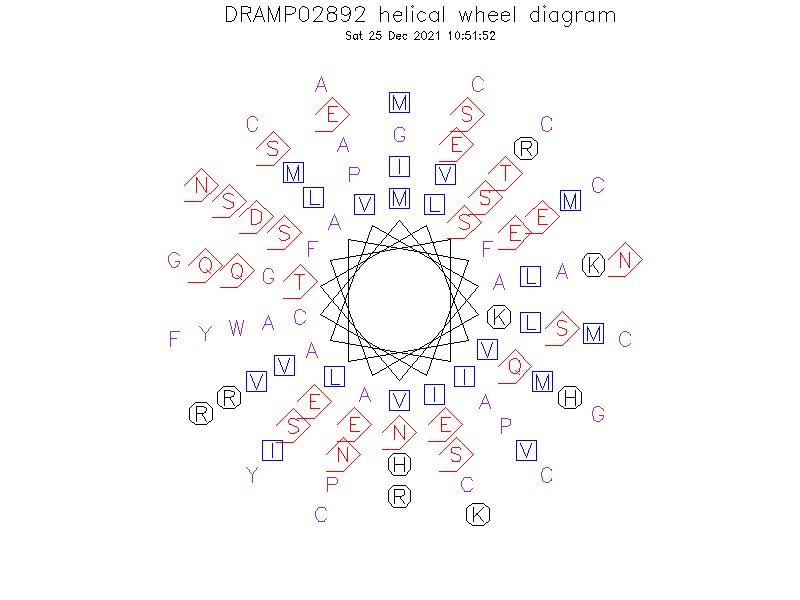 DRAMP02892 helical wheel diagram
Sat 25 Dec 2021 10:51:52
A C
M
E S
C C
G
A E
S R
I
M P V T
N C
L M S
S M
V L
D E
A S
S E
F F
G Q K N
Q A
G L
T A
C K
A L
W S
Y M
F C
A V
V Q
L I
V M
R A I H
E V A
R G
S E N E P
I V
N S
H
Y C
P C
R
C K